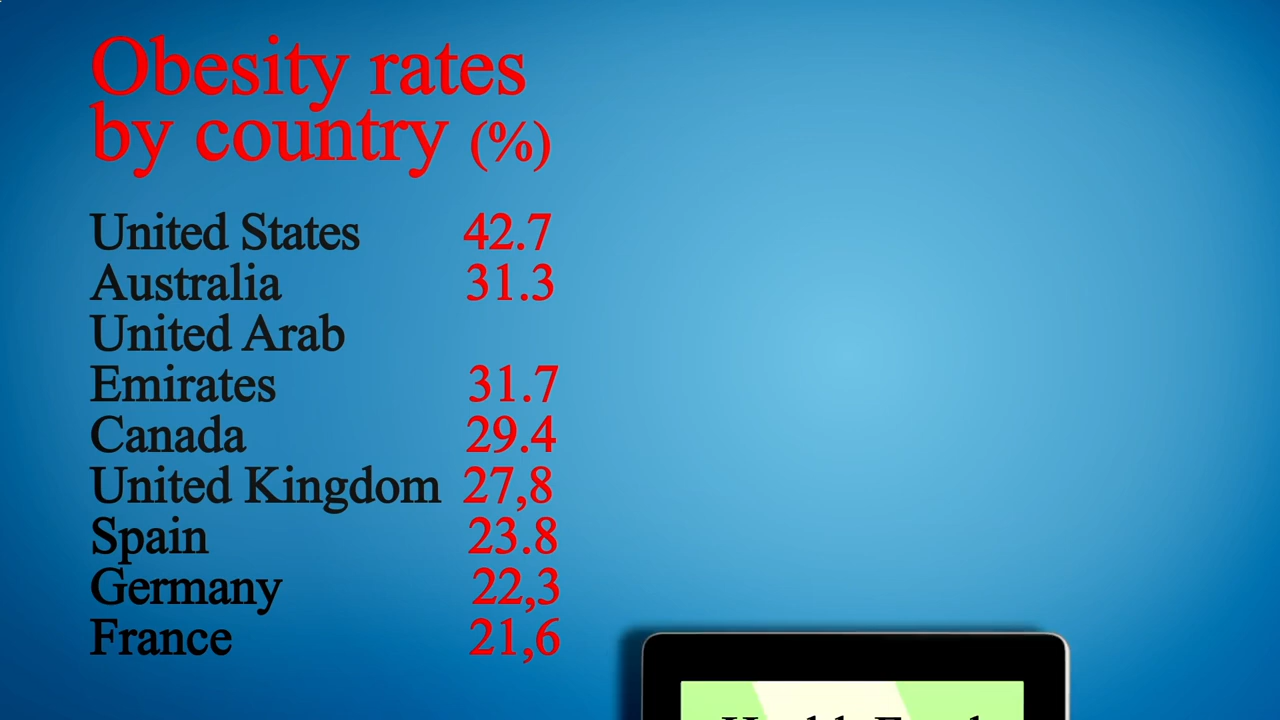 Obesity rates
by country (%)
United States 42.7
Australia 31.3
United Arab
Emirates 31.7
Canada 29.4
United Kingdom 27,8
Spain 23.8
Germany 22,3
France 21,6